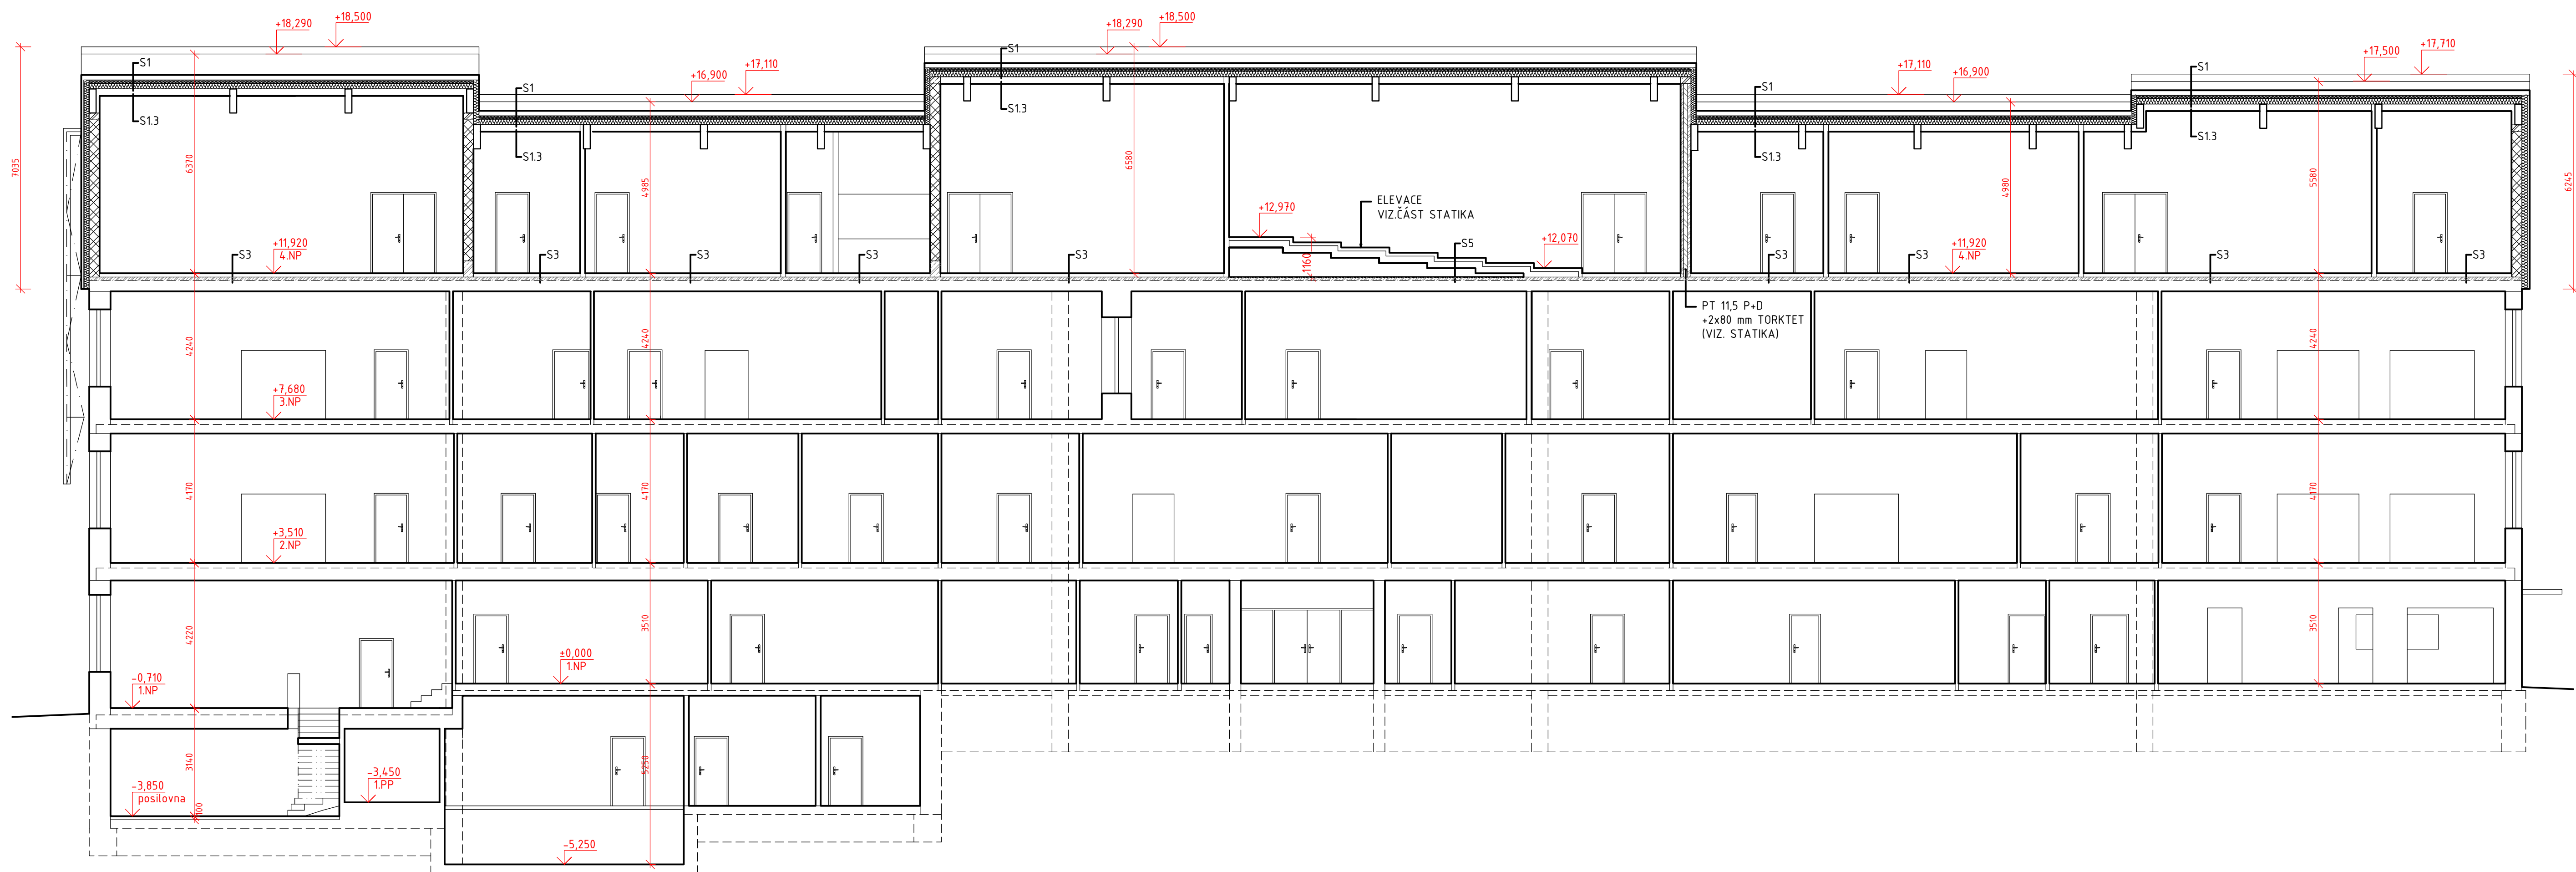 +18,290
+18,500
+18,290
+18,500
+17,500
+17,710
+16,900
+17,110
+17,110
+16,900
S1
S1.3
S1
S1.3
S1
S1.3
S1
S1.3
S1
S1.3
7035
6370
4985
6580
4980
5580
6245
+12,970
ELEVACE
VIZ.ČÁST STATIKA
+12,070
1160
+11,920
4.NP
+11,920
4.NP
S3
S3
S3
S3
S3
S5
S3
S3
S3
S3
PT 11,5 P+D
+2x80 mm TORKTET
(VIZ. STATIKA)
4240
4240
4240
+7,680
3.NP
4170
4170
4170
+3,510
2.NP
4220
3510
3510
±0,000
1.NP
-0,710
1.NP
3140
5250
-3,450
1.PP
-3,850
posilovna
100
-5,250